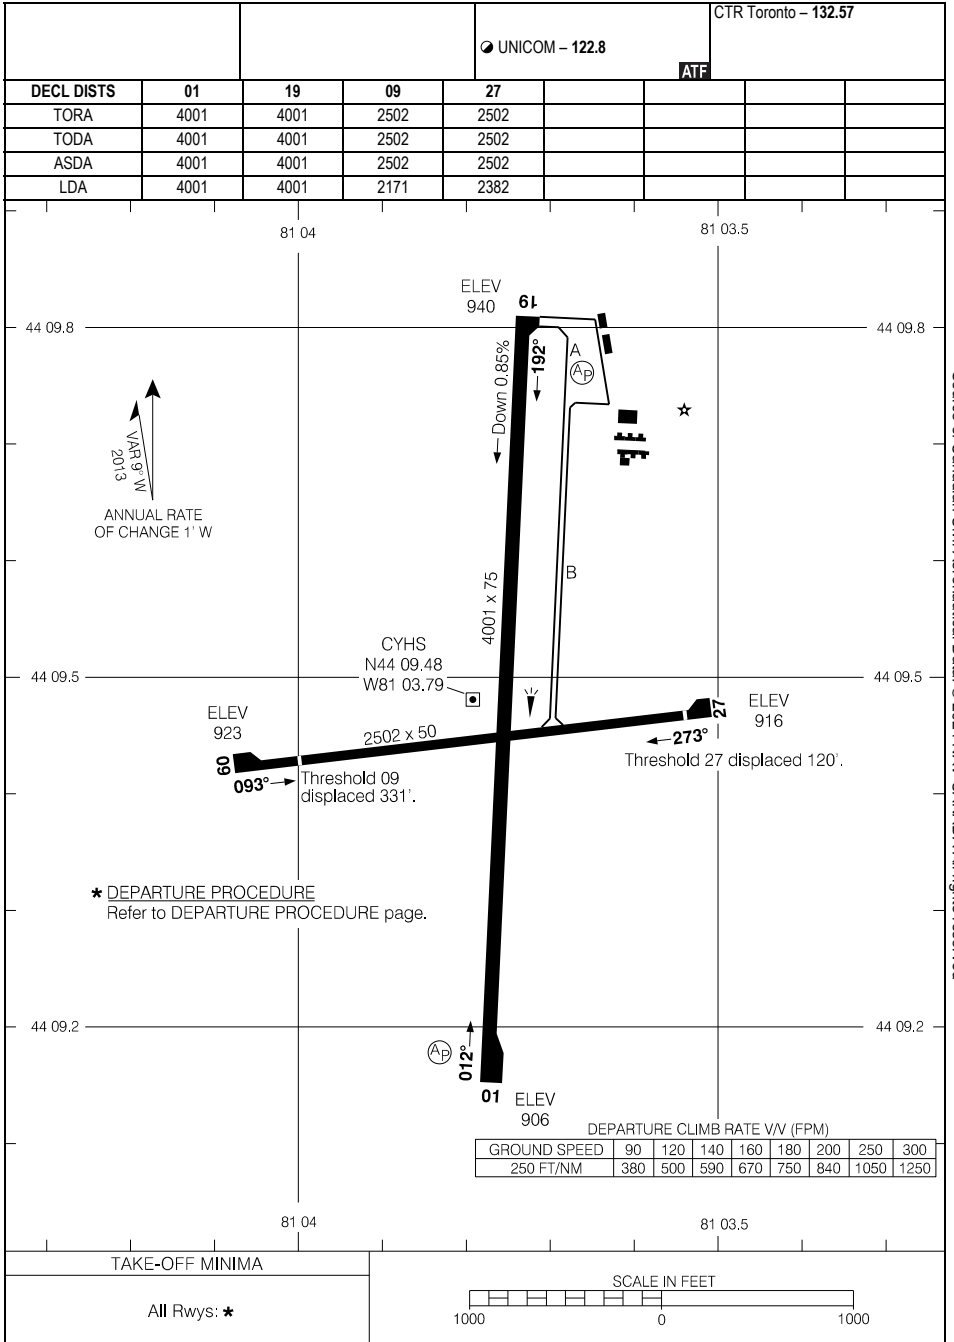 CTR Toronto – 132.57
UNICOM – 122.8
ATF
DECL DISTS 01 19 09 27
TORA 4001 4001 2502 2502
TODA 4001 4001 2502 2502
ASDA 4001 4001 2502 2502
LDA 4001 4001 2171 2382
81 04 81 03.5
ELEV
940
19
44 09.8 44 09.8
192°
Down 0.85%
A
AP
VAR 9° W
2013
ANNUAL RATE
OF CHANGE 1' W
4001 x 75
B
CYHS
N44 09.48
W81 03.79
44 09.5 44 09.5
ELEV
923
ELEV
916
27
2502 x 50
273°
09
Threshold 27 displaced 120'.
093°
Threshold 09
displaced 331'.
* DEPARTURE PROCEDURE
Refer to DEPARTURE PROCEDURE page.
44 09.2 44 09.2
AP
012°
01
ELEV
906
DEPARTURE CLIMB RATE V/V (FPM)
GROUND SPEED 90 120 140 160 180 200 250 300
250 FT/NM 380 500 590 670 750 840 1050 1250
81 04 81 03.5
TAKE-OFF MINIMA
All Rwys: *
SCALE IN FEET
1000 0 1000